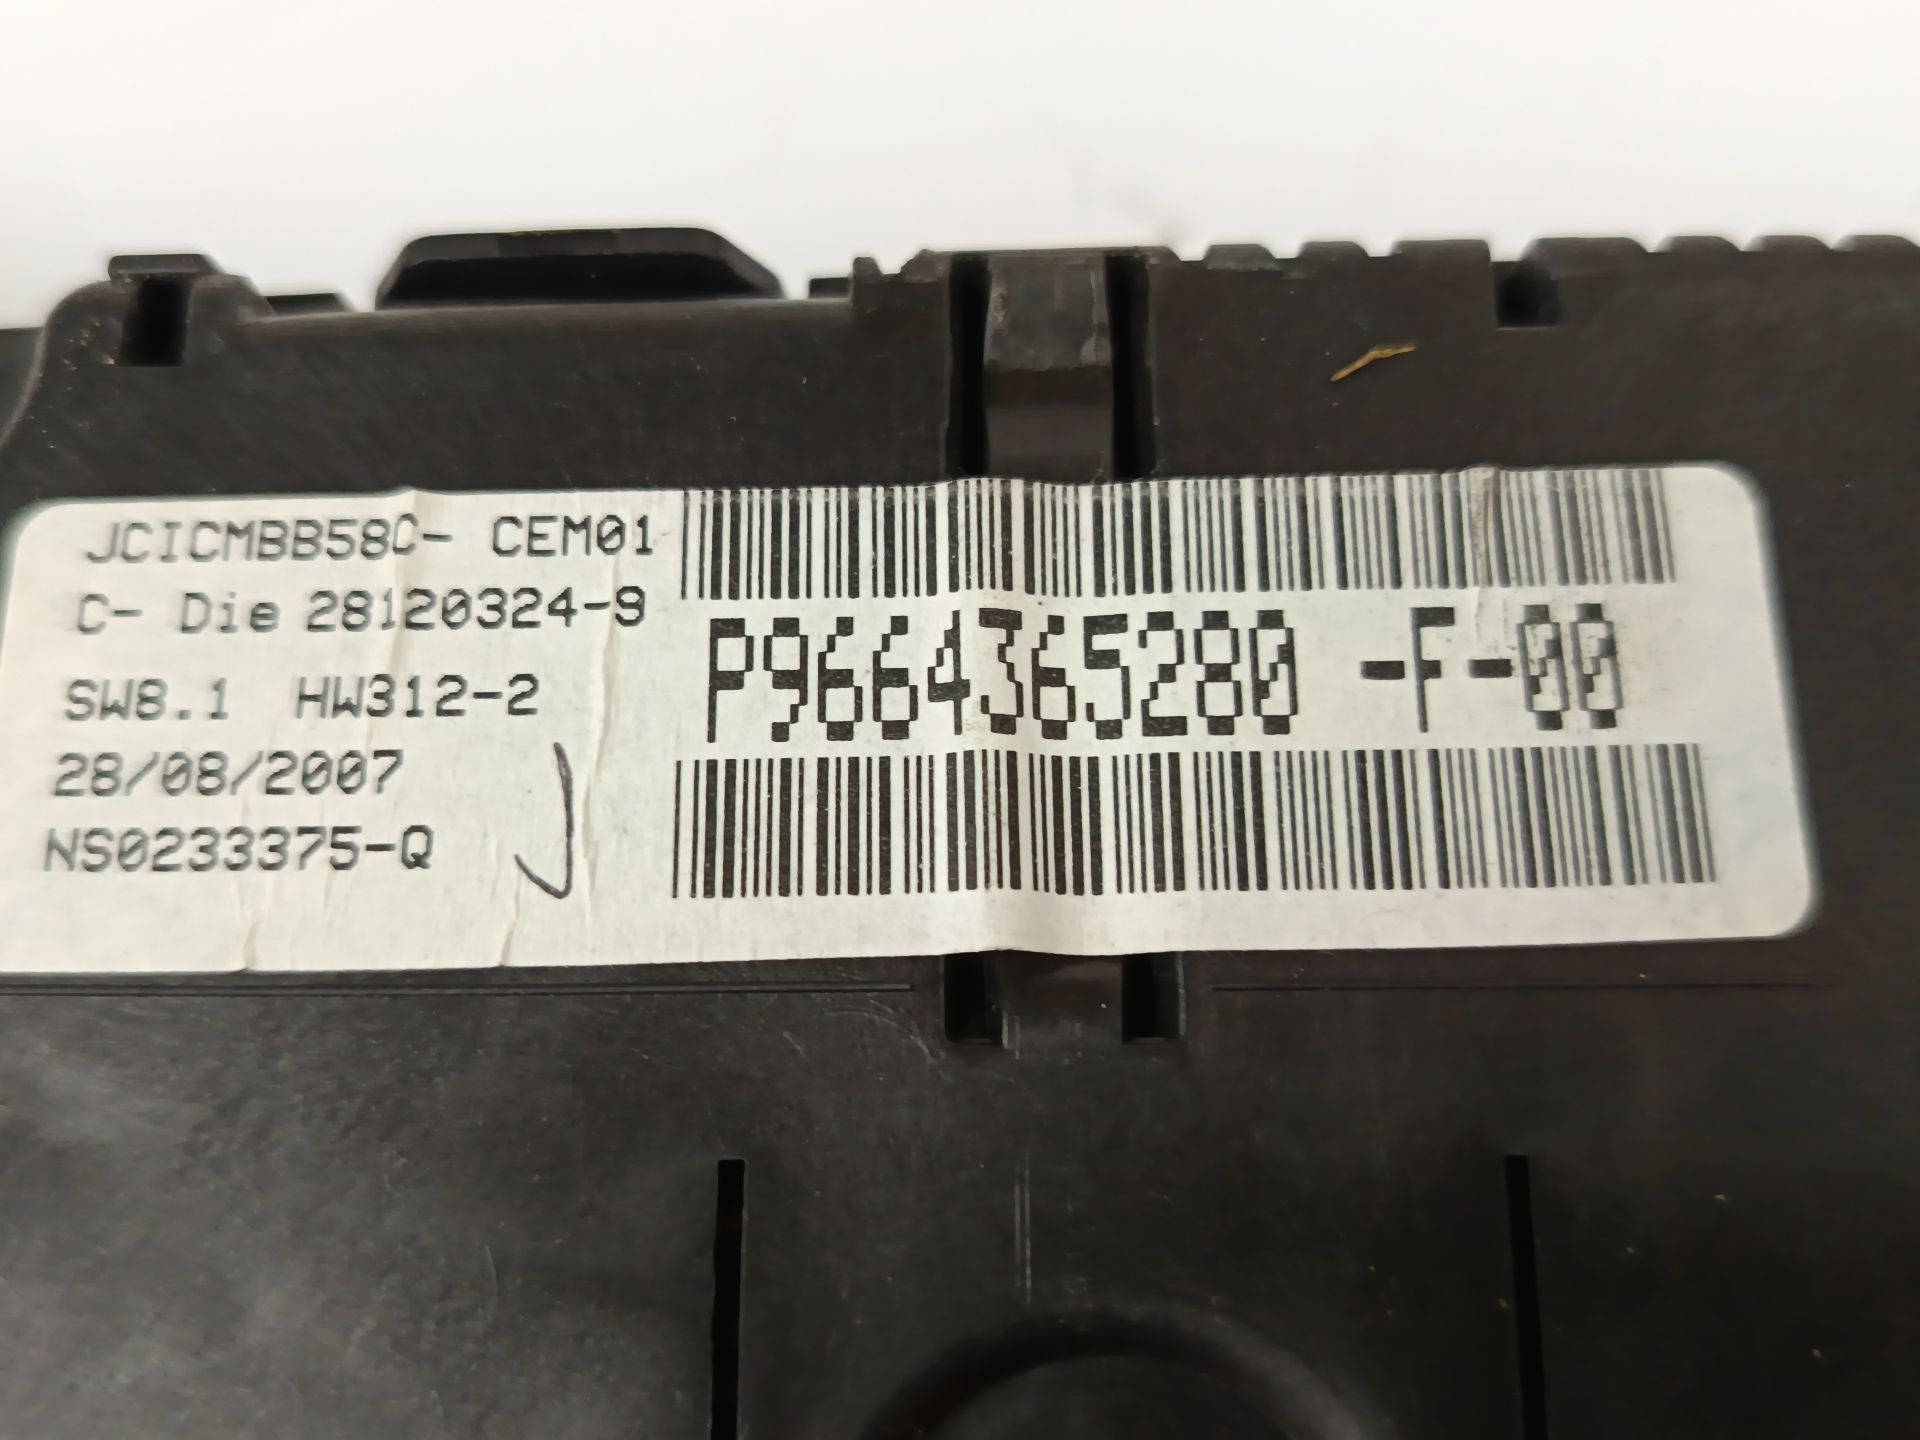 JCICMBB58C- CEM01
C- Die 28120324-9
SW8.1 HW312-2
28/08/2007
NS0233375-Q
P9664365280 -F-00